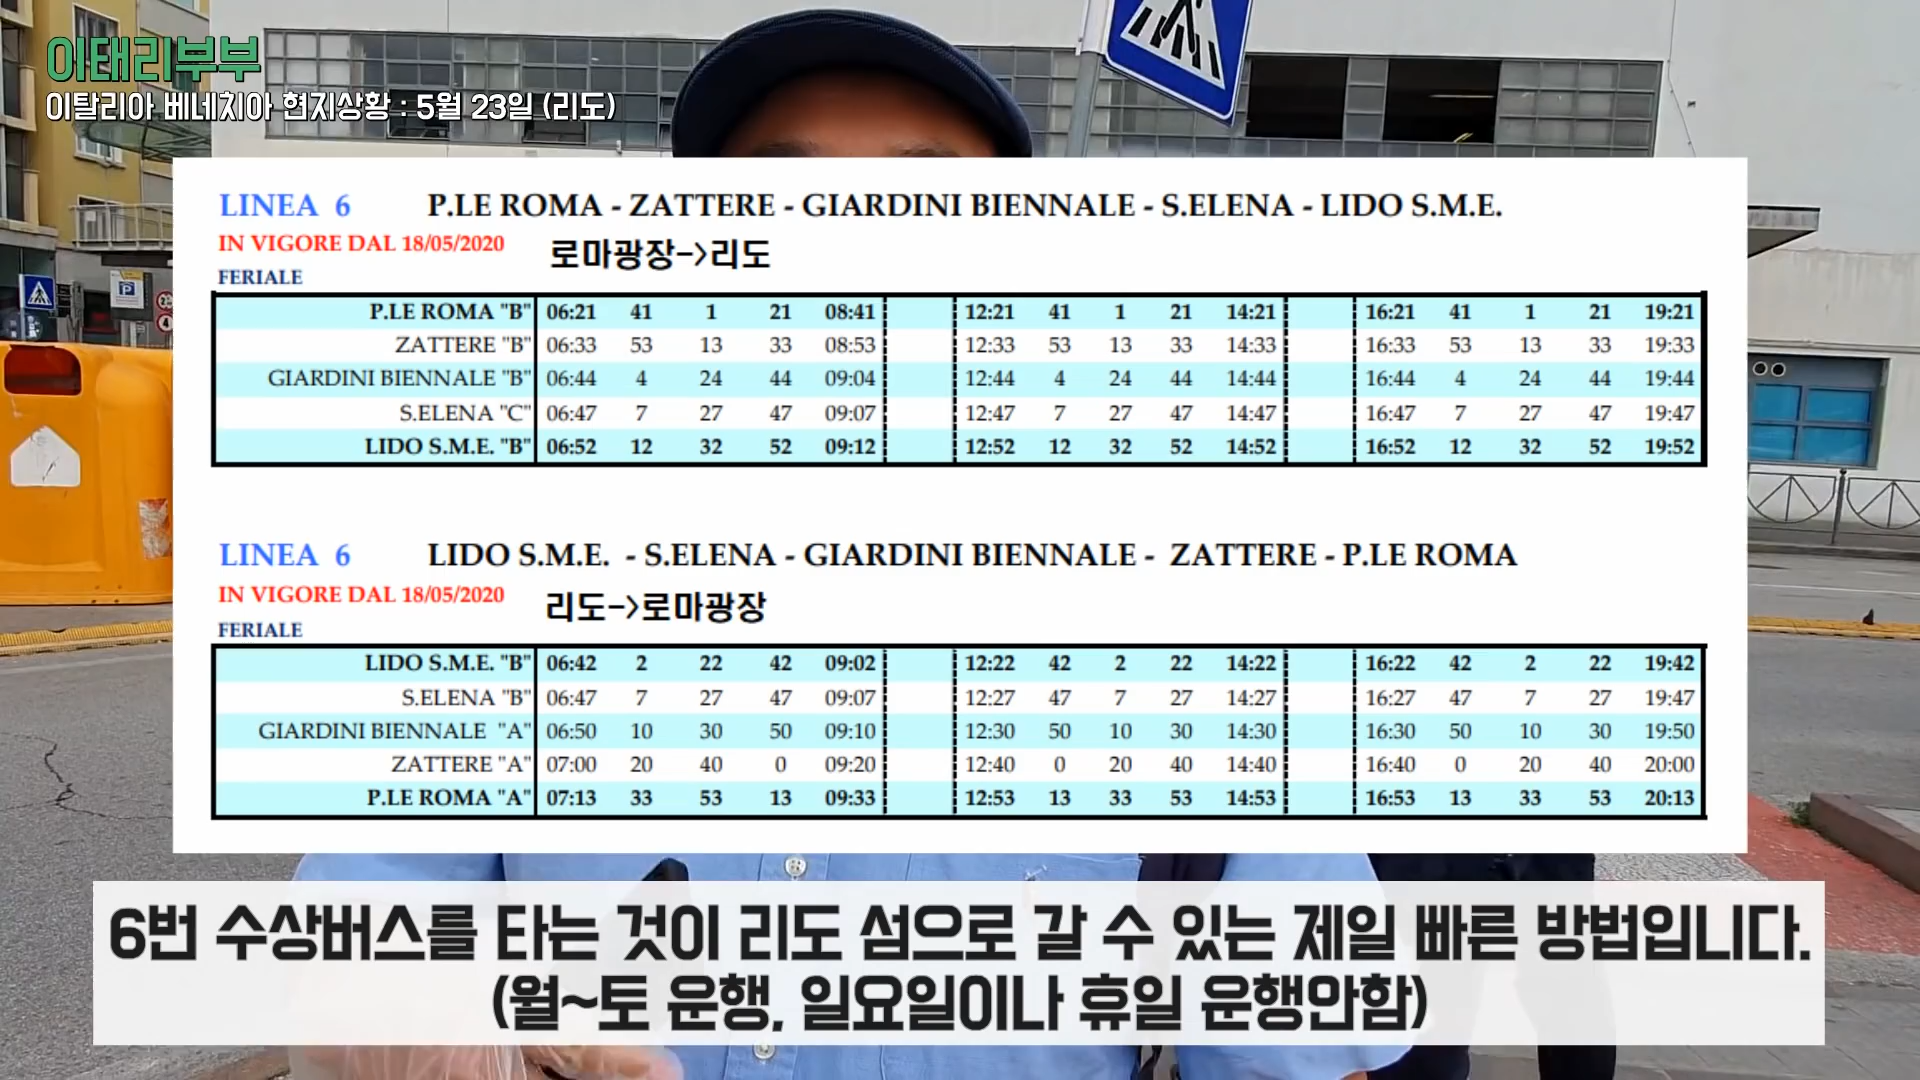 이태리부부
이탈리아 베네치아 현지상황 : 5월 23일 (리도)
LINEA 6 P.LE ROMA - ZATTERE - GIARDINI BIENNALE - S.ELENA - LIDO S.M.E.
IN VIGORE DAL 18/05/2020 로마광장->리도
FERIALE
P.LE ROMA "B" 06:21 41 1 21 08:41 12:21 41 1 21 14:21 16:21 41 1 21 19:21
ZATTERE "B" 06:33 53 13 33 08:53 12:33 53 13 33 14:33 16:33 53 13 33 19:33
GIARDINI BIENNALE "B" 06:44 4 24 44 09:04 12:44 4 24 44 14:44 16:44 4 24 44 19:44
S.ELENA "C" 06:47 7 27 47 09:07 12:47 7 27 47 14:47 16:47 7 27 47 19:47
LIDO S.M.E. "B" 06:52 12 32 52 09:12 12:52 12 32 52 14:52 16:52 12 32 52 19:52
LINEA 6 LIDO S.M.E. - S.ELENA - GIARDINI BIENNALE - ZATTERE - P.LE ROMA
IN VIGORE DAL 18/05/2020 리도->로마광장
FERIALE
LIDO S.M.E. "B" 06:42 2 22 42 09:02 12:22 42 2 22 14:22 16:22 42 2 22 19:42
S.ELENA "B" 06:47 7 27 47 09:07 12:27 47 7 27 14:27 16:27 47 7 27 19:47
GIARDINI BIENNALE "A" 06:50 10 30 50 09:10 12:30 50 10 30 14:30 16:30 50 10 30 19:50
ZATTERE "A" 07:00 20 40 0 09:20 12:40 0 20 40 14:40 16:40 0 20 40 20:00
P.LE ROMA "A" 07:13 33 53 13 09:33 12:53 13 33 53 14:53 16:53 13 33 53 20:13
6번 수상버스를 타는 것이 리도 섬으로 갈 수 있는 제일 빠른 방법입니다.
(월~토 운행, 일요일이나 휴일 운행안함)